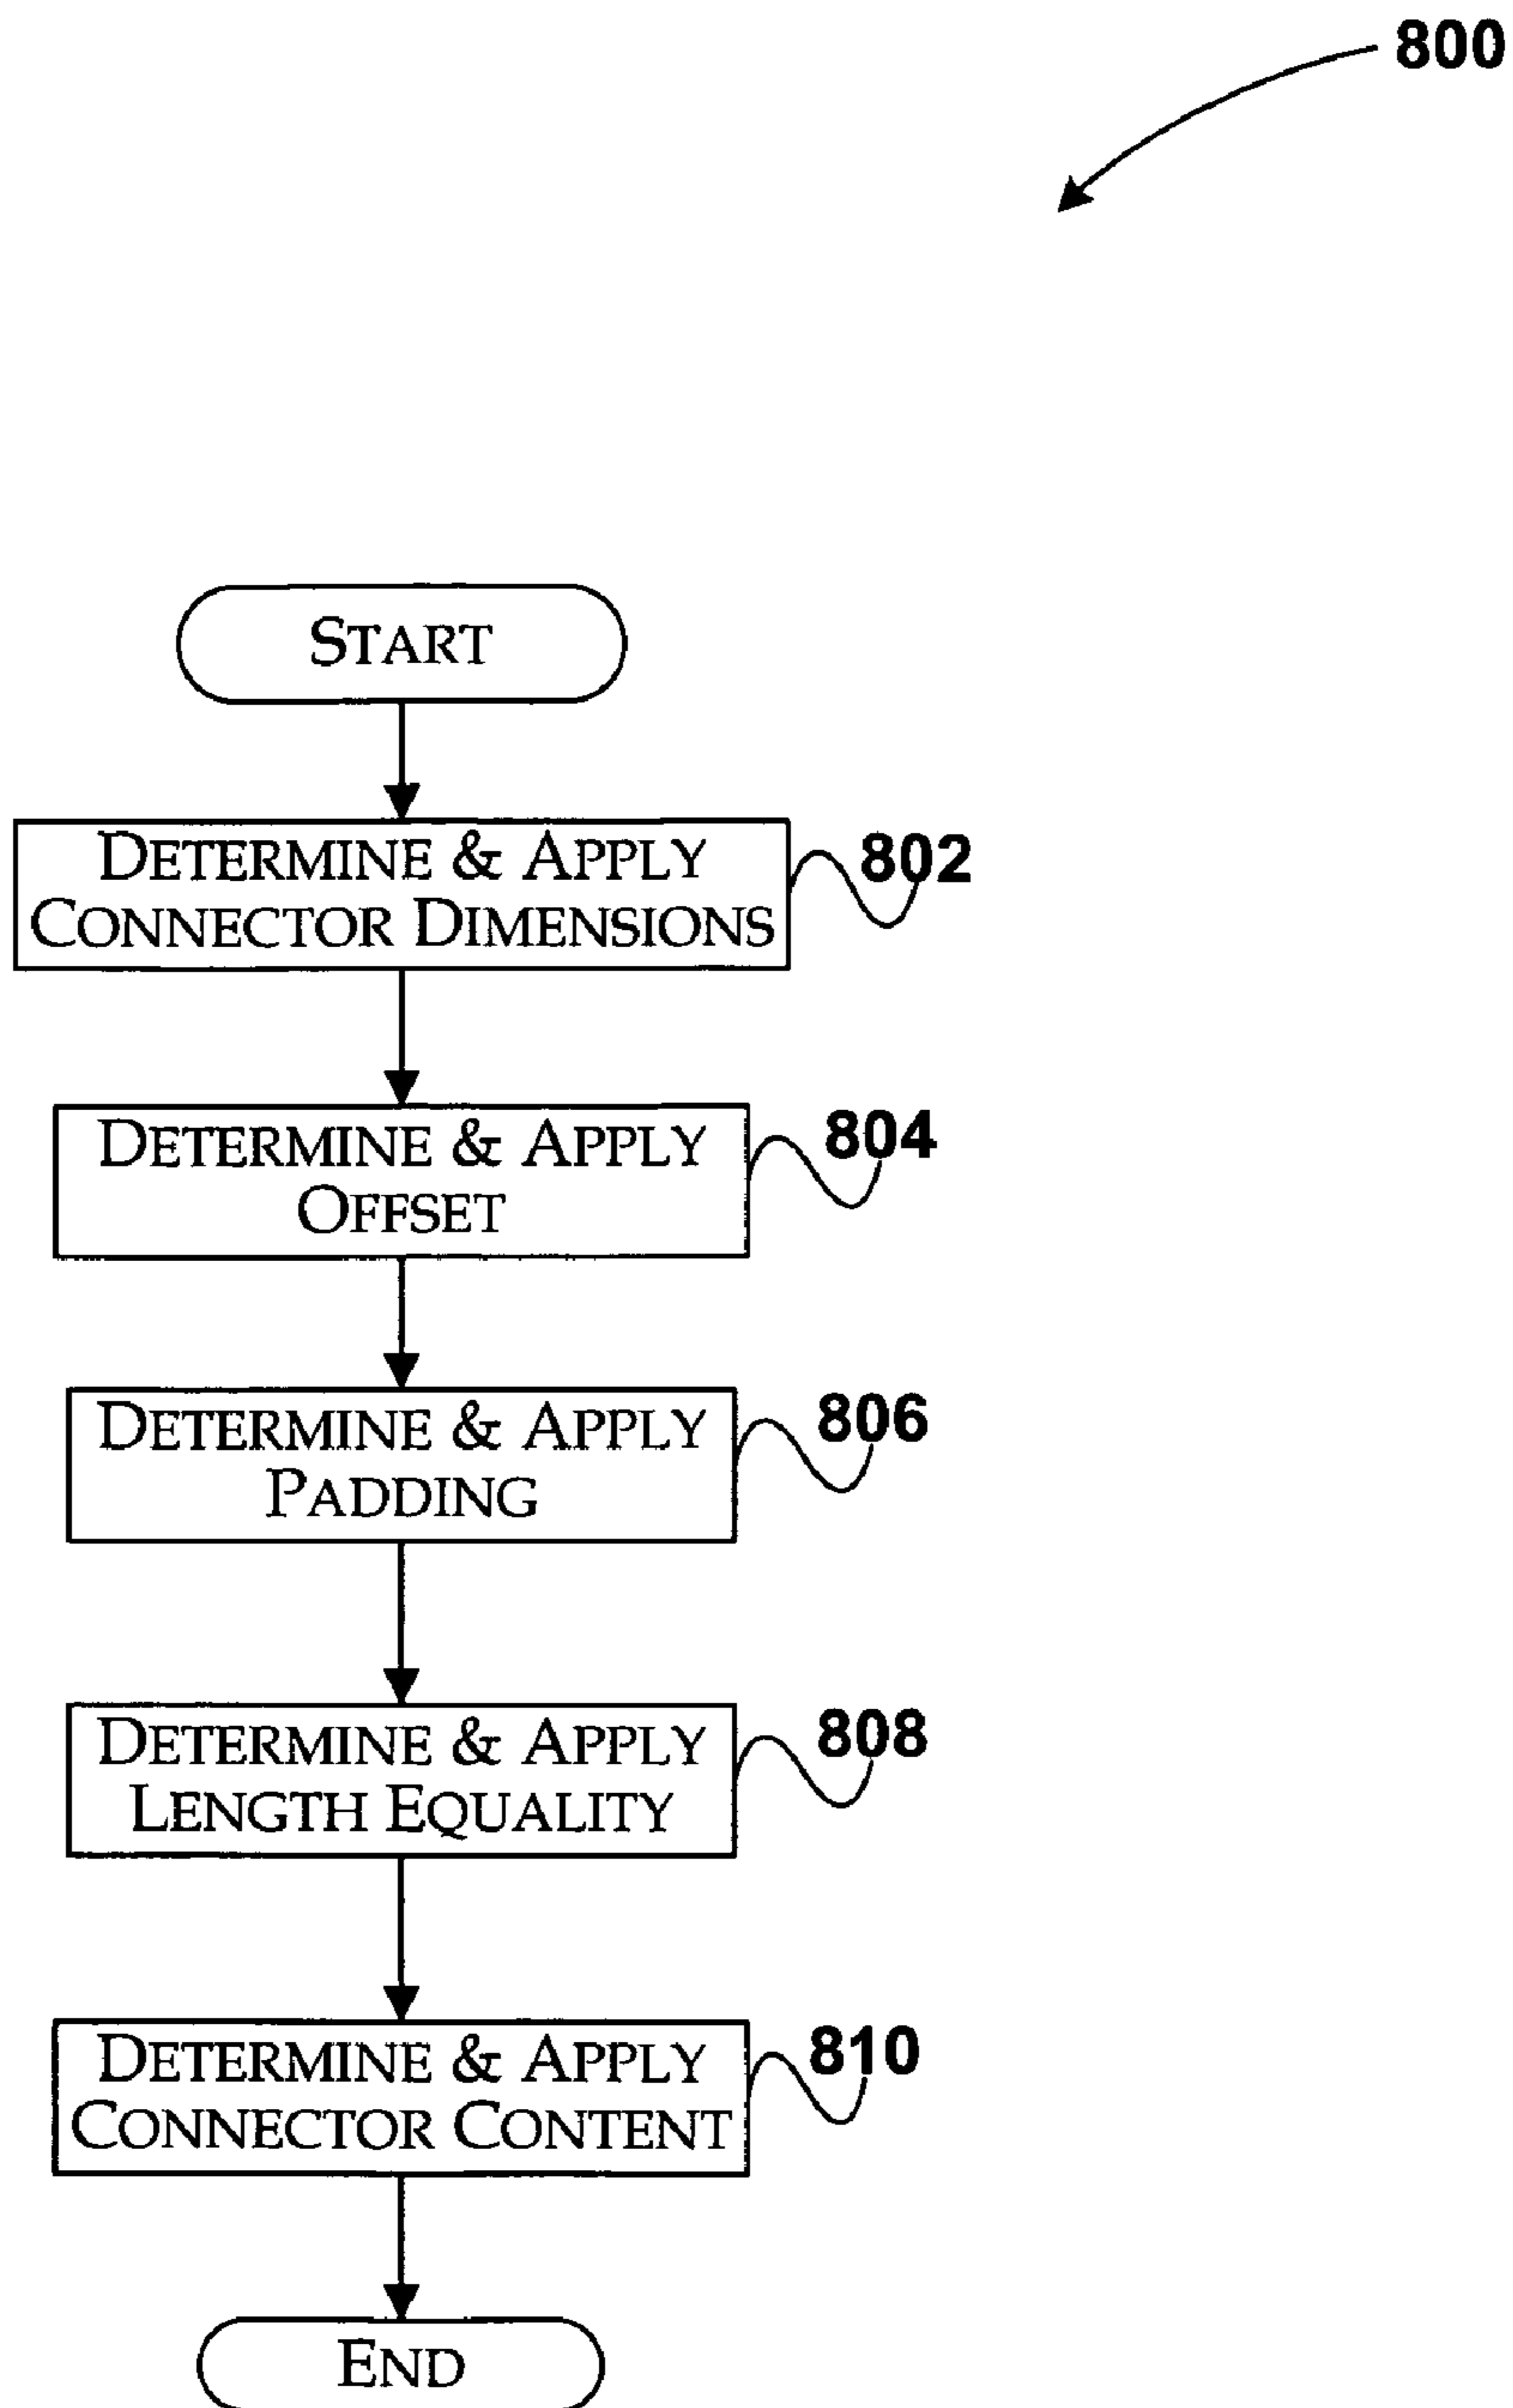 800
START
DETERMINE & APPLY
CONNECTOR DIMENSIONS
802
DETERMINE & APPLY
OFFSET
804
DETERMINE & APPLY
PADDING
806
DETERMINE & APPLY
LENGTH EQUALITY
808
DETERMINE & APPLY
CONNECTOR CONTENT
810
END